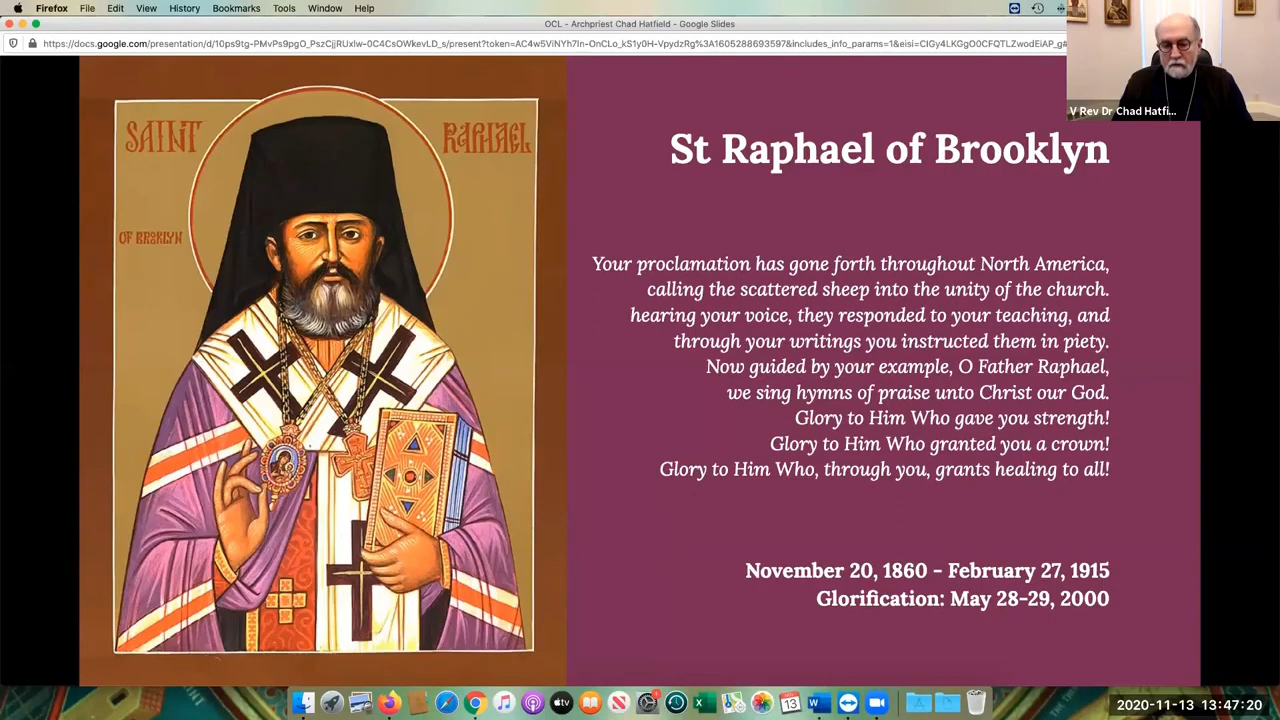 Firefox File Edit View History Bookmarks Tools Window Help
OCL - Archpriest Chad Hatfield - Google Slides
V Rev Dr Chad Hatfi...
SAINT RAPHAEL
OF BROKLYN
St Raphael of Brooklyn
Your proclamation has gone forth throughout North America,
calling the scattered sheep into the unity of the church.
hearing your voice, they responded to your teaching, and
through your writings you instructed them in piety.
Now guided by your example, O Father Raphael,
we sing hymns of praise unto Christ our God.
Glory to Him Who gave you strength!
Glory to Him Who granted you a crown!
Glory to Him Who, through you, grants healing to all!
November 20, 1860 - February 27, 1915
Glorification: May 28-29, 2000
2020-11-13 13:47:20